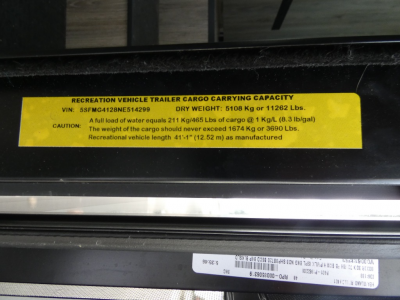 RECREATION VEHICLE TRAILER CARGO CARRYING CAPACITY
VIN: 5SFMG4128NE514299 DRY WEIGHT: 5108 Kg or 11262 Lbs.
A full load of water equals 211 Kg/465 Lbs of cargo @ 1 Kg/L (8.3 lb/gal)
CAUTION: The weight of the cargo should never exceed 1674 Kg or 3690 Lbs.
Recreational vehicle length 41'-1" (12.52 m) as manufactured